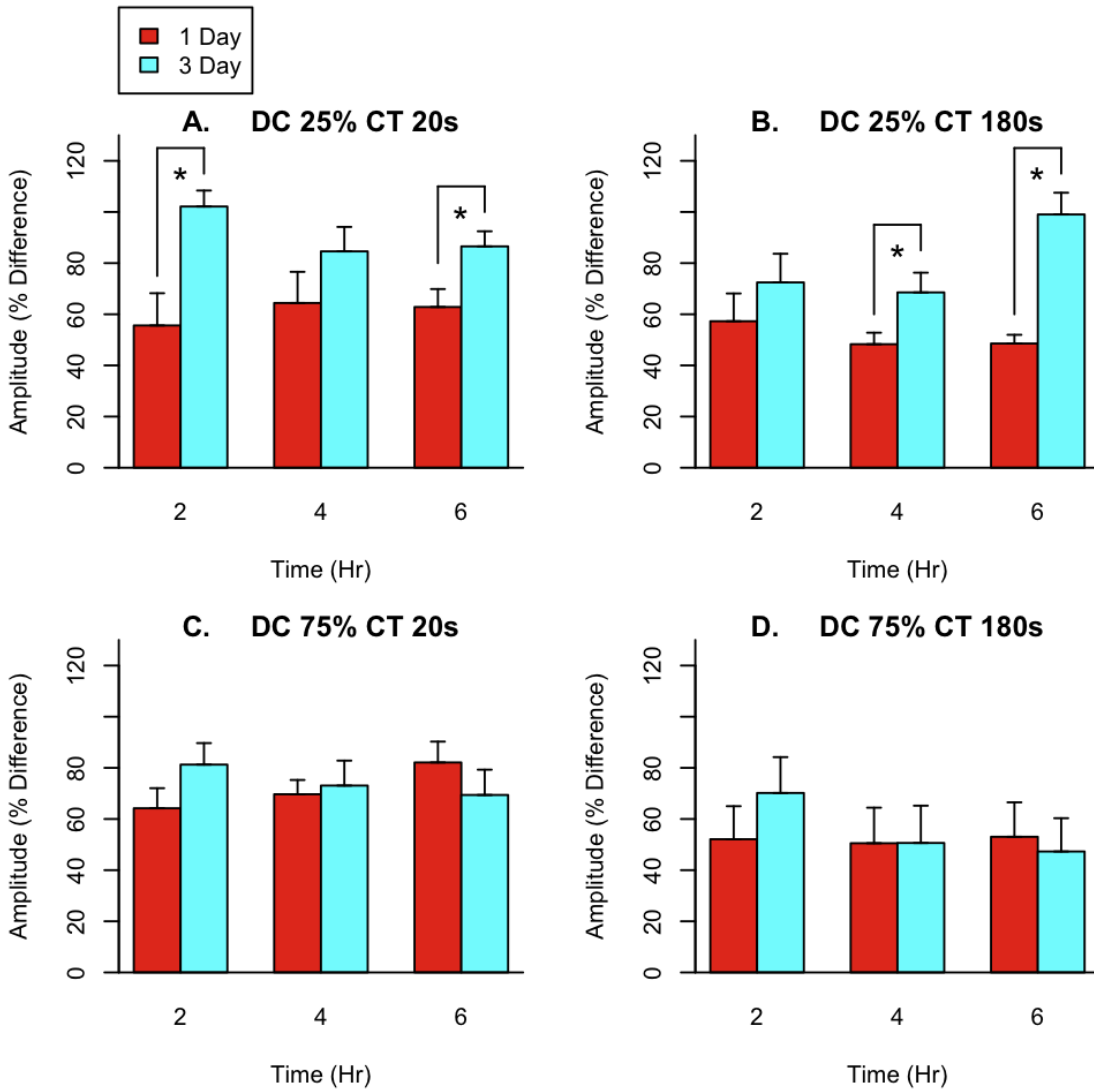 1 Day
3 Day
A. DC 25% CT 20s
Amplitude (% Difference)
120
80
60
40
20
0
*
*
2 4 6
Time (Hr)
B. DC 25% CT 180s
Amplitude (% Difference)
120
80
60
40
20
0
*
*
2 4 6
Time (Hr)
C. DC 75% CT 20s
Amplitude (% Difference)
120
80
60
40
20
0
2 4 6
Time (Hr)
D. DC 75% CT 180s
Amplitude (% Difference)
120
80
60
40
20
0
2 4 6
Time (Hr)